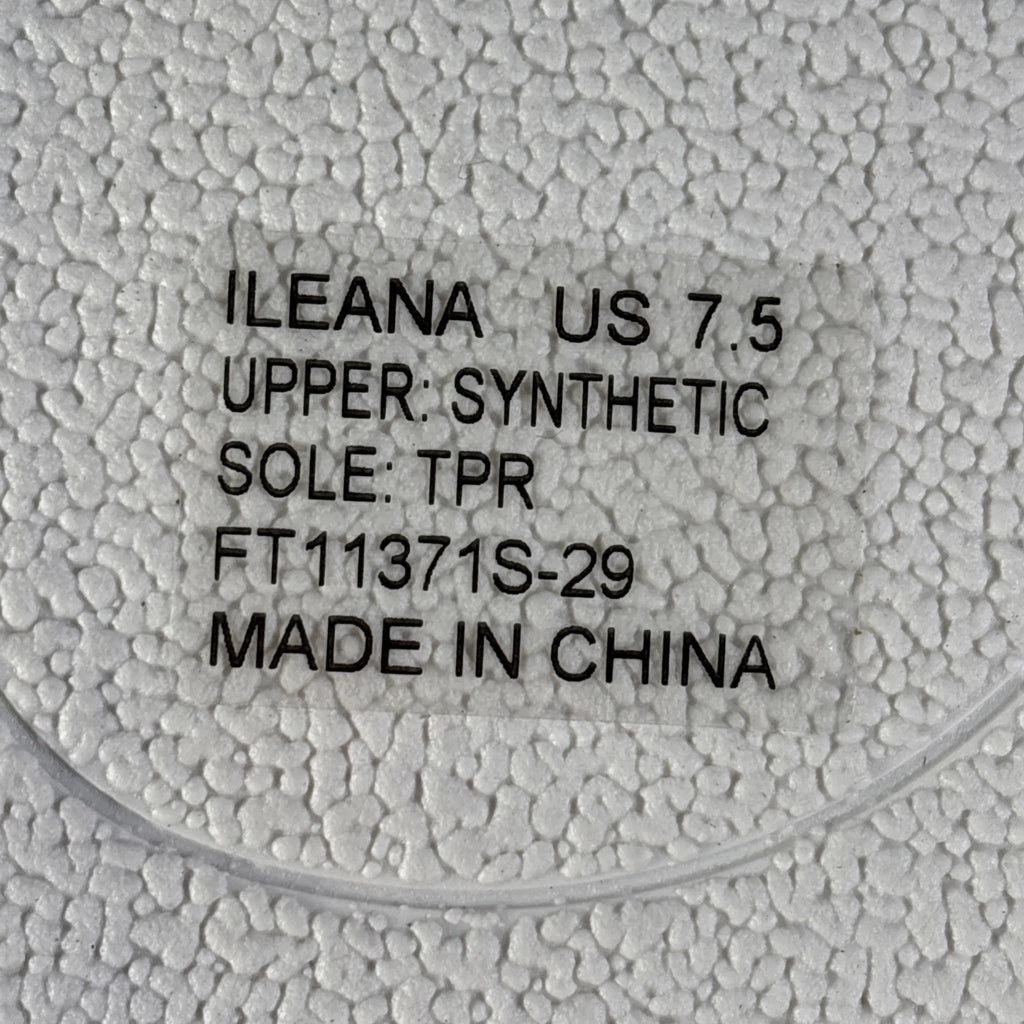 ILEANA US 7.5
UPPER: SYNTHETIC
SOLE: TPR
FT11371S-29
MADE IN CHINA